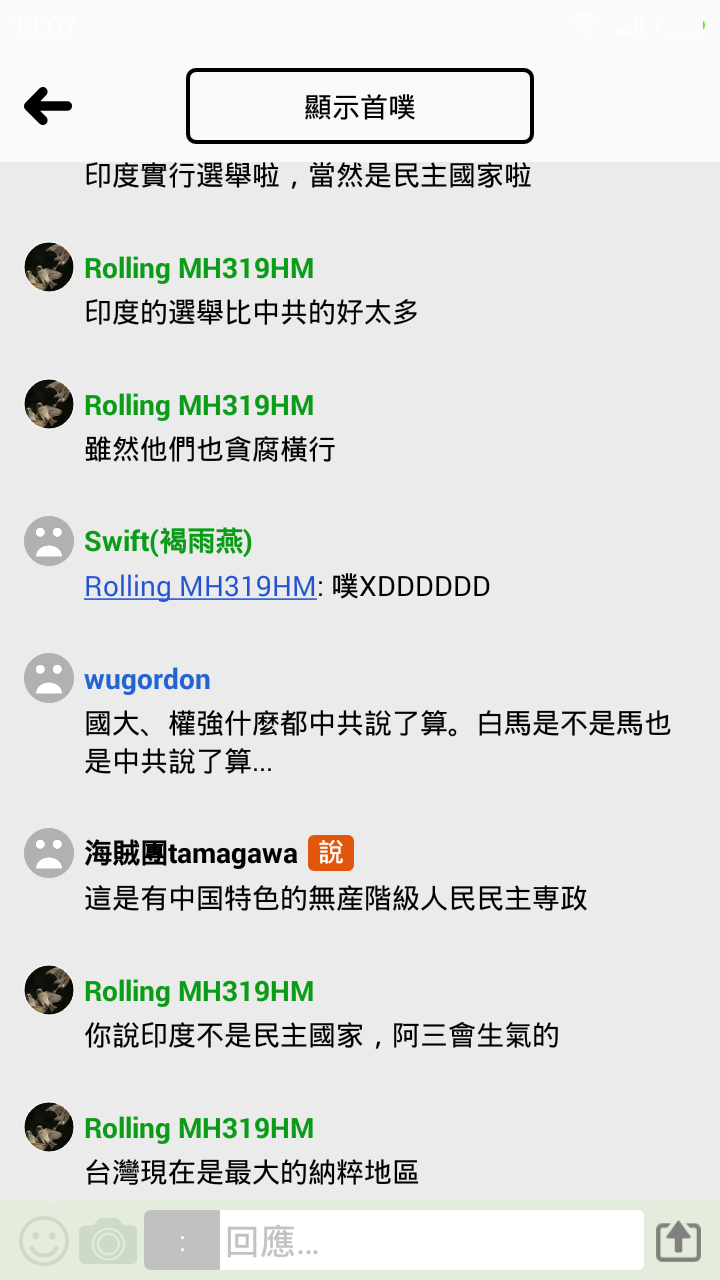 13:07
顯示首噗
印度實行選舉啦，當然是民主國家啦
Rolling MH319HM
印度的選舉比中共的好太多
Rolling MH319HM
雖然他們也貪腐橫行
Swift(褐雨燕)
Rolling MH319HM: 噗XDDDDDD
wugordon
國大、權強什麼都中共說了算。白馬是不是馬也
是中共說了算...
海賊團tamagawa 說
這是有中国特色的無産階級人民民主専政
Rolling MH319HM
你說印度不是民主國家，阿三會生氣的
Rolling MH319HM
台灣現在是最大的納粹地區
: 回應...